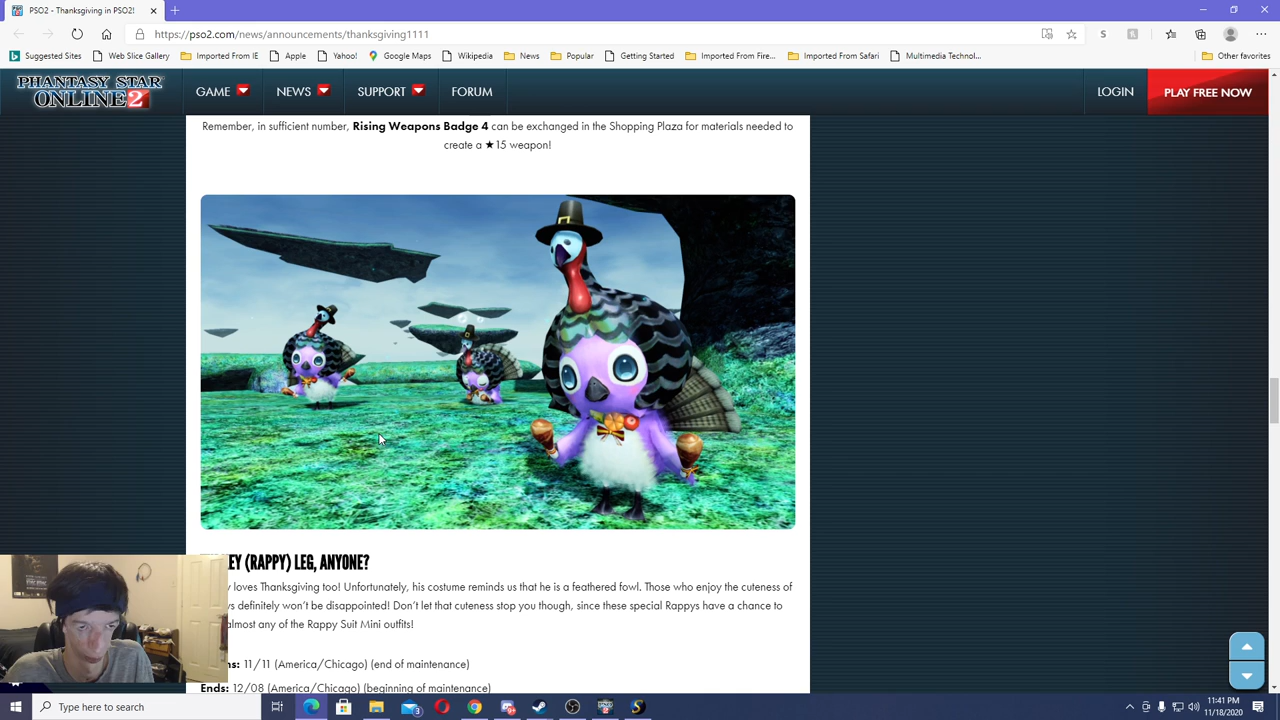 PSO2 - Thanksgiving in PSO2!
https://pso2.com/news/announcements/thanksgiving1111
Suggested Sites
Web Slice Gallery
Imported From IE
Apple
Yahoo!
Google Maps
Wikipedia
News
Popular
Getting Started
Imported From Fire...
Imported From Safari
Multimedia Technol...
Other favorites
PHANTASY STAR
ONLINE 2
GAME
NEWS
SUPPORT
FORUM
LOGIN
PLAY FREE NOW
Remember, in sufficient number, Rising Weapons Badge 4 can be exchanged in the Shopping Plaza for materials needed to
create a ★15 weapon!
EY (RAPPY) LEG, ANYONE?
loves Thanksgiving too! Unfortunately, his costume reminds us that he is a feathered fowl. Those who enjoy the cuteness of
definitely won't be disappointed! Don't let that cuteness stop you though, since these special Rappys have a chance to
almost any of the Rappy Suit Mini outfits!
11/11 (America/Chicago) (end of maintenance)
Ends: 12/08 (America/Chicago) (beginning of maintenance)
Type here to search
3
11:41 PM
11/18/2020